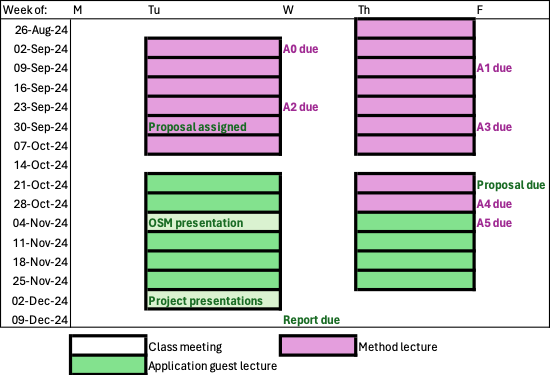 Week of: M Tu W Th F
26-Aug-24
02-Sep-24 A0 due
09-Sep-24 A1 due
16-Sep-24
23-Sep-24 A2 due
30-Sep-24 Proposal assigned A3 due
07-Oct-24
14-Oct-24
21-Oct-24 Proposal due
28-Oct-24 A4 due
04-Nov-24 OSM presentation A5 due
11-Nov-24
18-Nov-24
25-Nov-24
02-Dec-24 Project presentations
09-Dec-24 Report due
Class meeting Method lecture
Application guest lecture